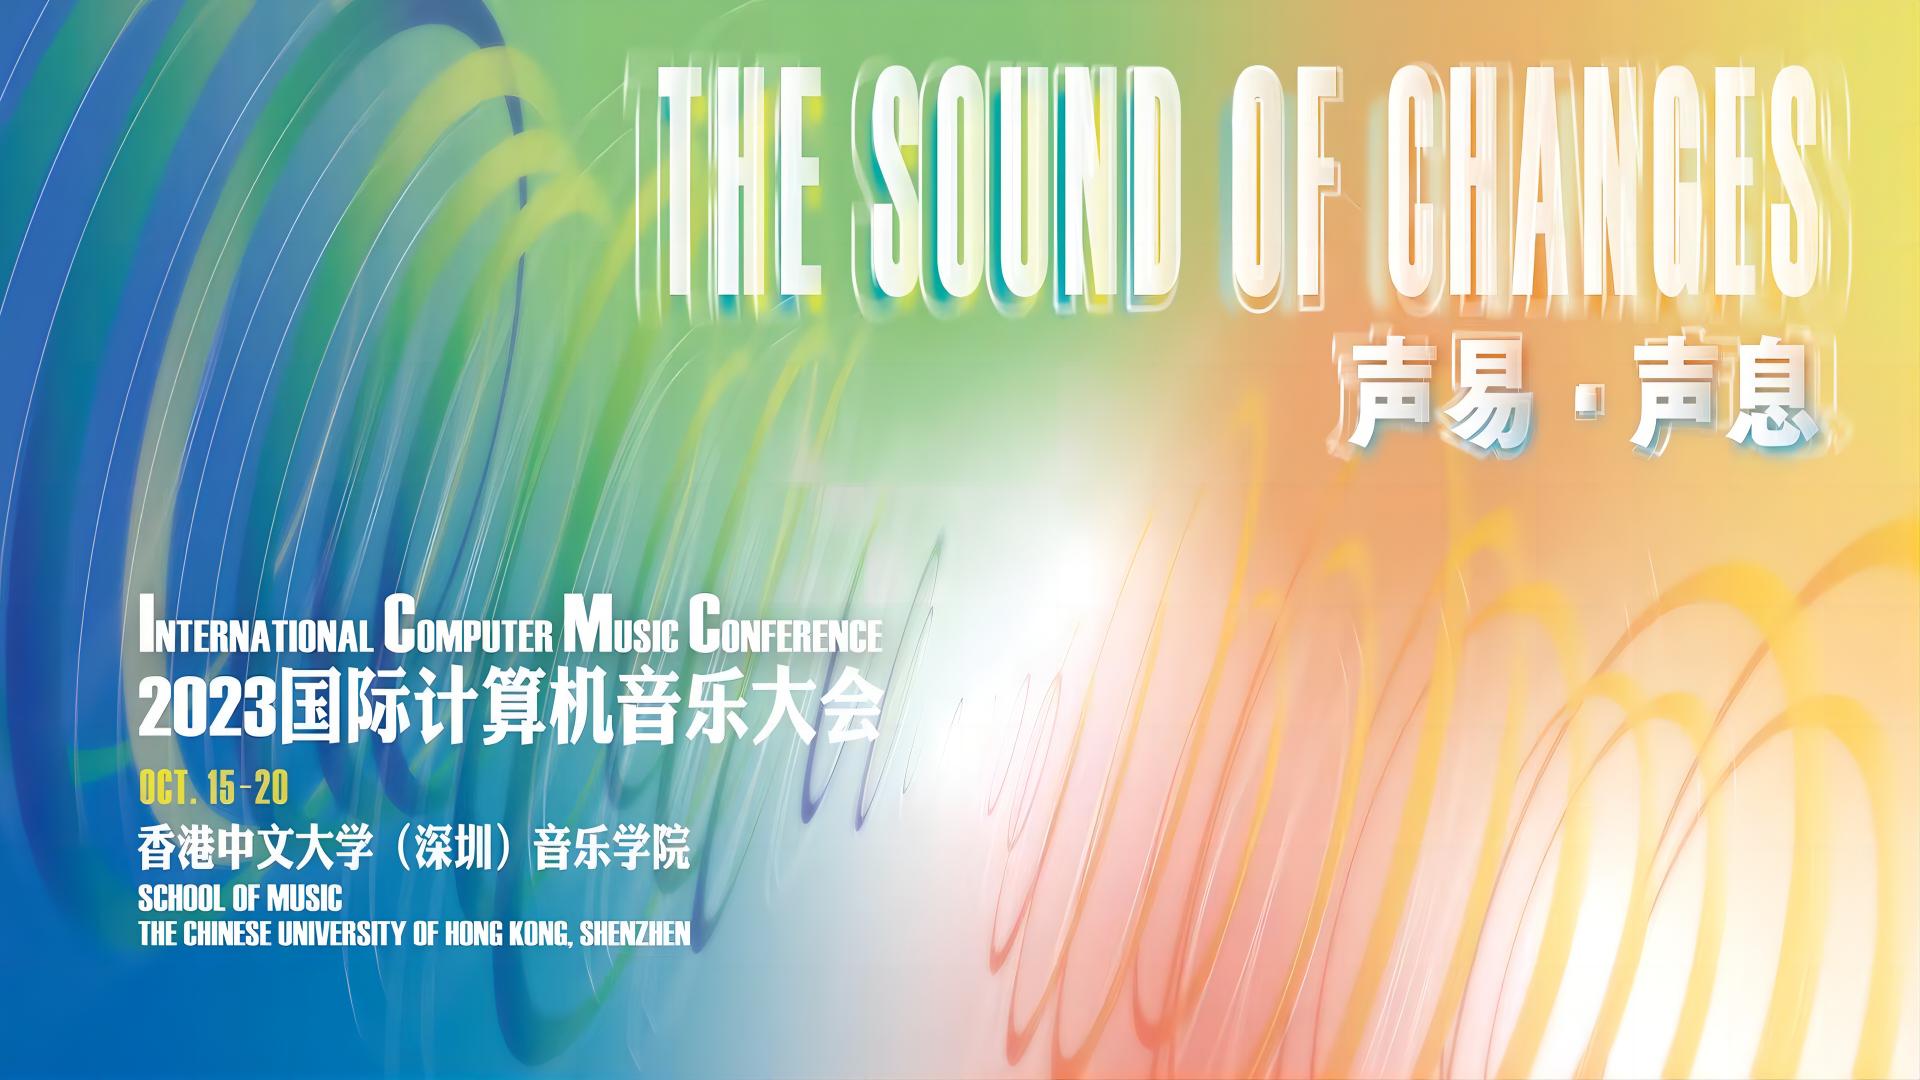 THE SOUND OF CHANGES
声易·声息
INTERNATIONAL COMPUTER MUSIC CONFERENCE
2023国际计算机音乐大会
OCT. 15-20
香港中文大学（深圳）音乐学院
SCHOOL OF MUSIC
THE CHINESE UNIVERSITY OF HONG KONG, SHENZHEN